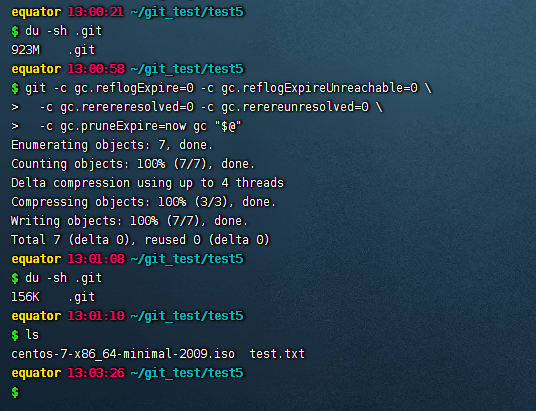 equator 13:00:21 ~/git_test/test5
$ du -sh .git
923M    .git
equator 13:00:58 ~/git_test/test5
$ git -c gc.reflogExpire=0 -c gc.reflogExpireUnreachable=0 \
>   -c gc.rerereresolved=0 -c gc.rerereunresolved=0 \
>   -c gc.pruneExpire=now gc "$@"
Enumerating objects: 7, done.
Counting objects: 100% (7/7), done.
Delta compression using up to 4 threads
Compressing objects: 100% (3/3), done.
Writing objects: 100% (7/7), done.
Total 7 (delta 0), reused 0 (delta 0)
equator 13:01:08 ~/git_test/test5
$ du -sh .git
156K    .git
equator 13:01:10 ~/git_test/test5
$ ls
centos-7-x86_64-minimal-2009.iso  test.txt
equator 13:03:26 ~/git_test/test5
$